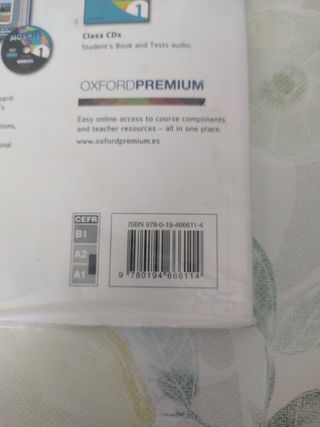 MOSAIC
1
1
Class CDs
Student's Book and Tests audio.
OXFORDPREMIUM
Easy online access to course components
and teacher resources – all in one place.
www.oxfordpremium.es
CEFR
B1
A2
A1
ISBN 978-0-19-466611-4
9 780194 666114